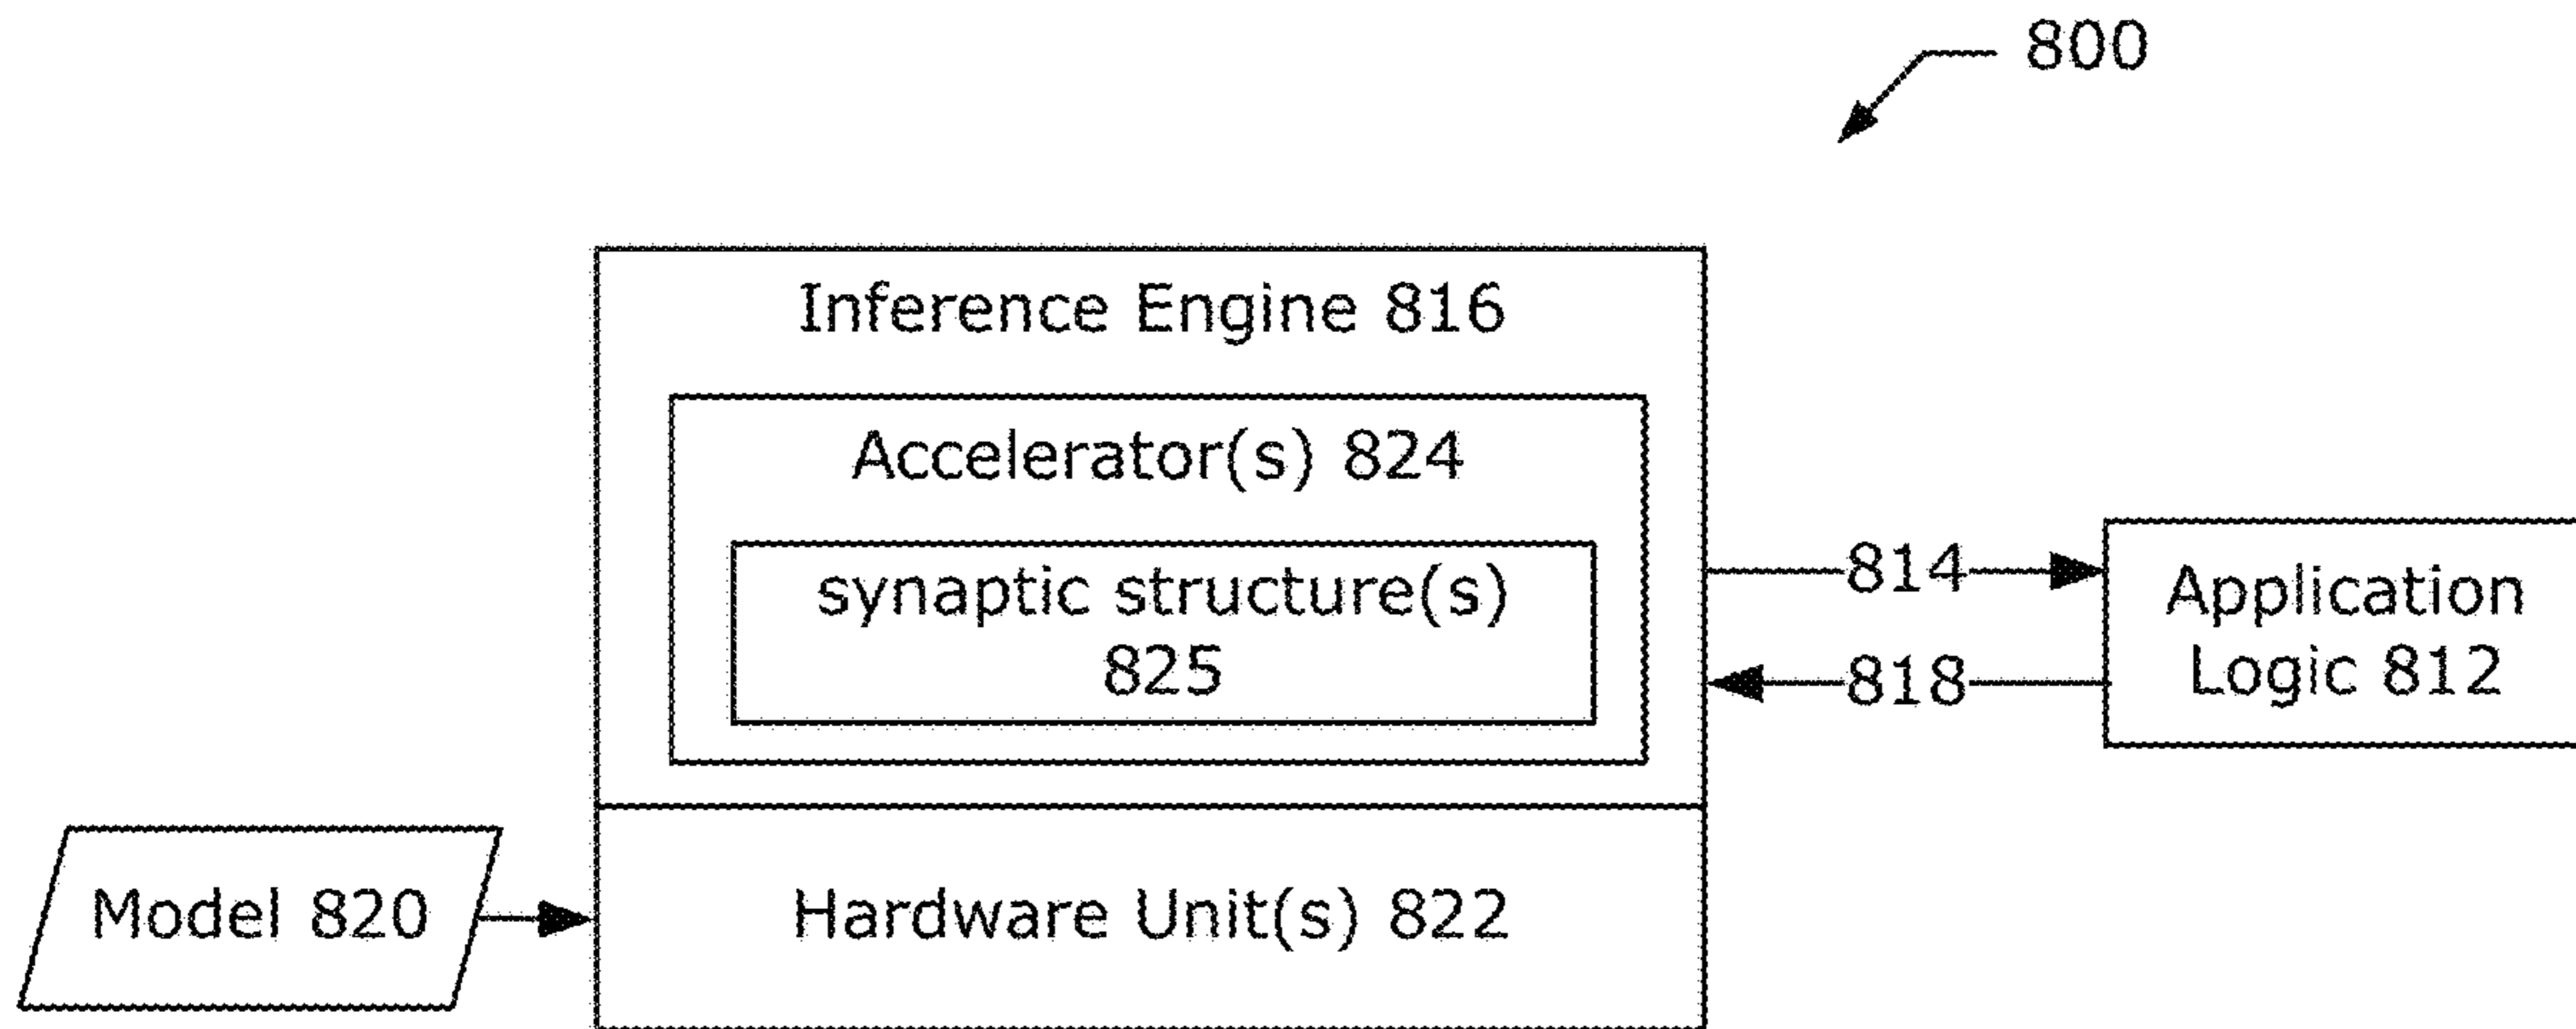 800
Inference Engine 816
Accelerator(s) 824
synaptic structure(s)
825
814
818
Application
Logic 812
Model 820
Hardware Unit(s) 822